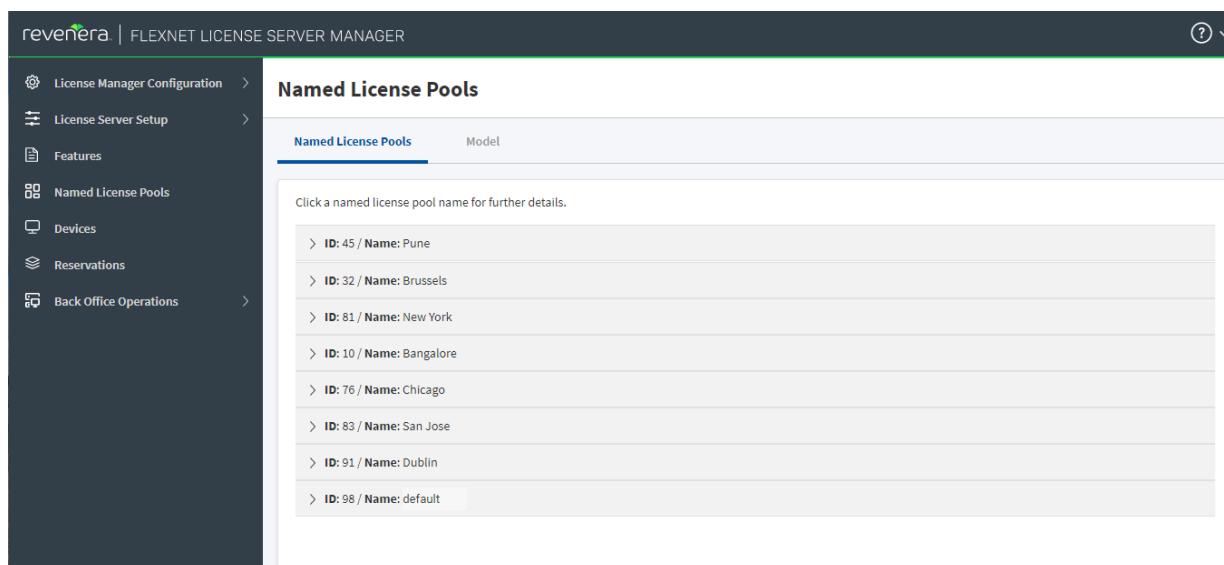 revenera. | FLEXNET LICENSE SERVER MANAGER
?
License Manager Configuration
License Server Setup
Features
Named License Pools
Devices
Reservations
Back Office Operations
Named License Pools
Named License Pools Model
Click a named license pool name for further details.
ID: 45 / Name: Pune
ID: 32 / Name: Brussels
ID: 81 / Name: New York
ID: 10 / Name: Bangalore
ID: 76 / Name: Chicago
ID: 83 / Name: San Jose
ID: 91 / Name: Dublin
ID: 98 / Name: default